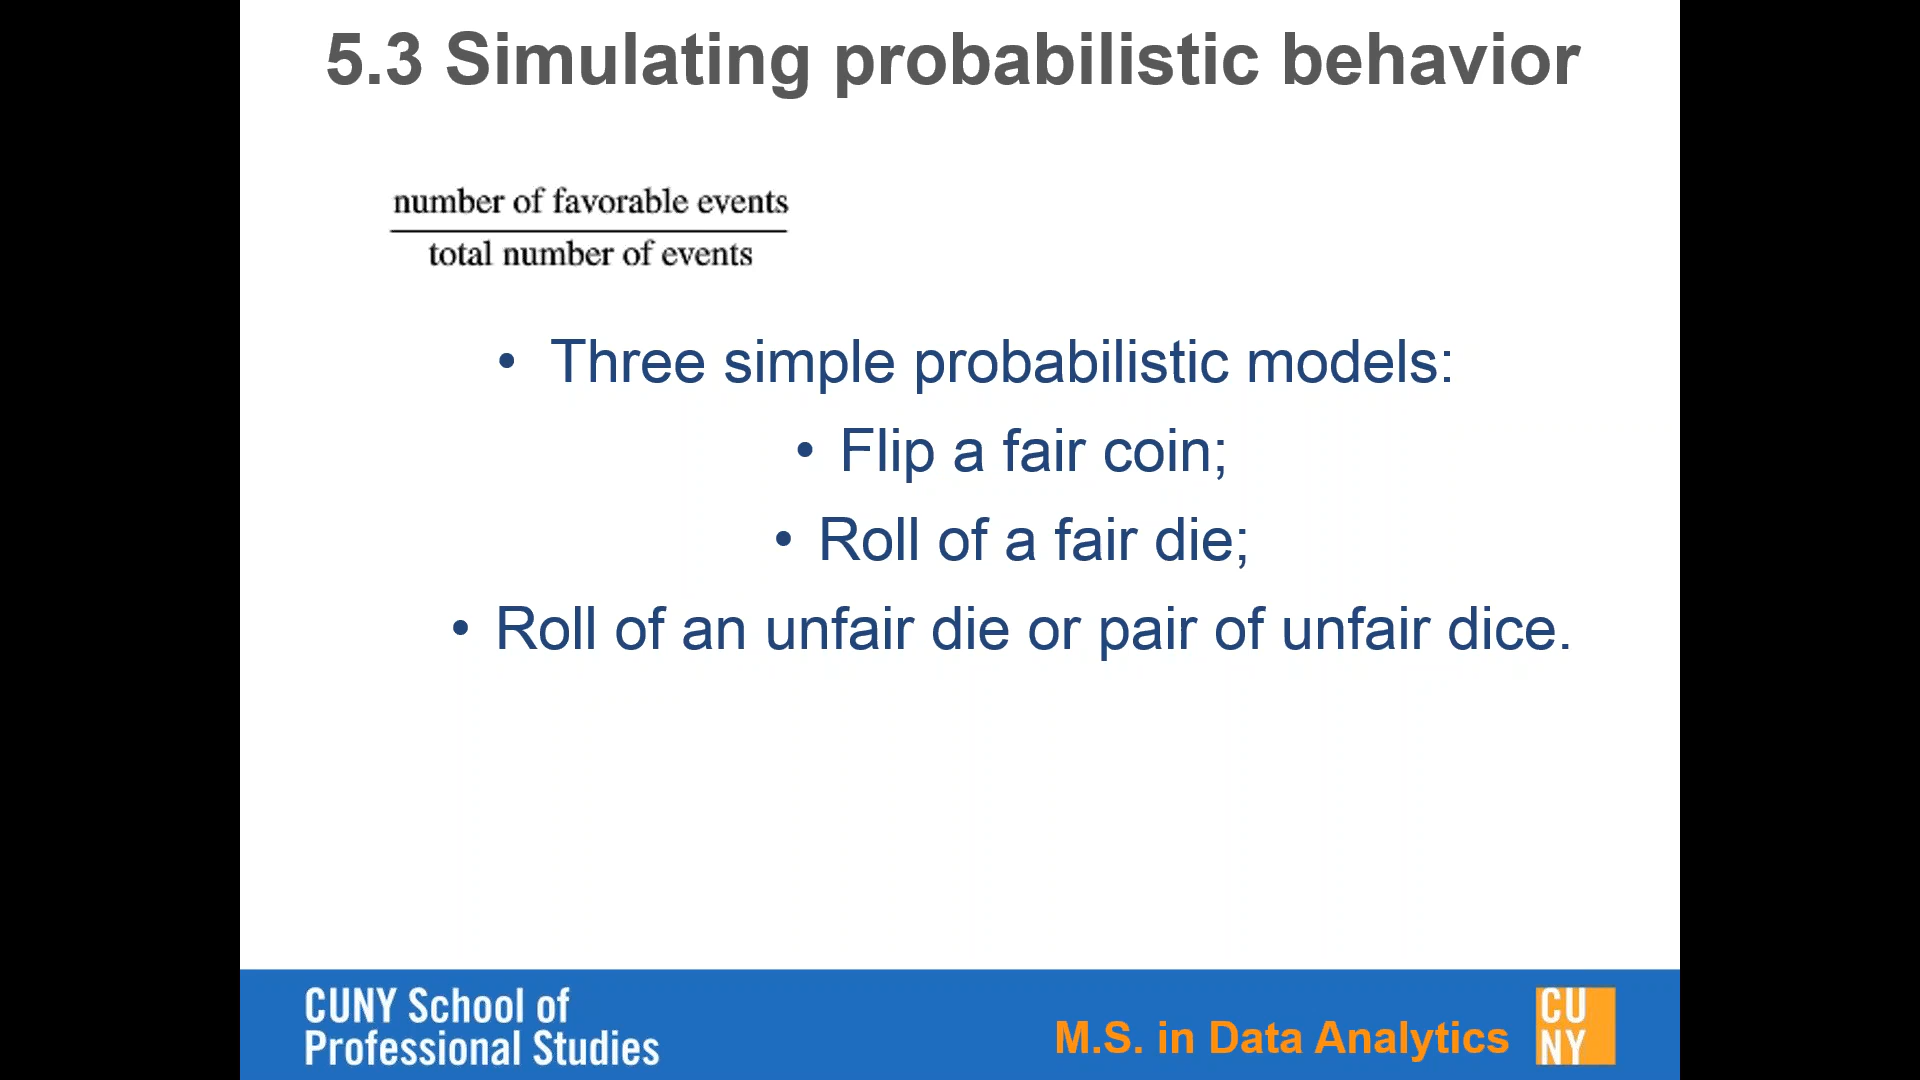 5.3 Simulating probabilistic behavior
number of favorable events
total number of events
• Three simple probabilistic models:
• Flip a fair coin;
• Roll of a fair die;
• Roll of an unfair die or pair of unfair dice.
CUNY School of
Professional Studies
M.S. in Data Analytics
CU
NY